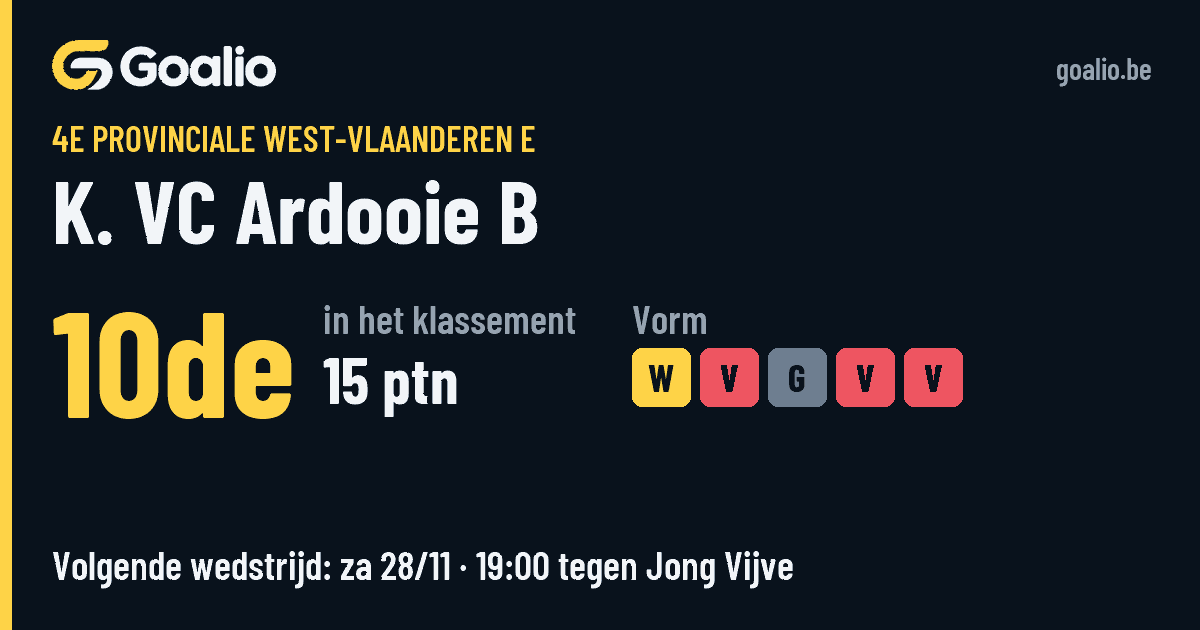 Goalio
goalio.be
4E PROVINCIALE WEST-VLAANDEREN E
K. VC Ardooie B
10de
in het klassement
15 ptn
Vorm
W V G V V
Volgende wedstrijd: za 28/11 · 19:00 tegen Jong Vijve